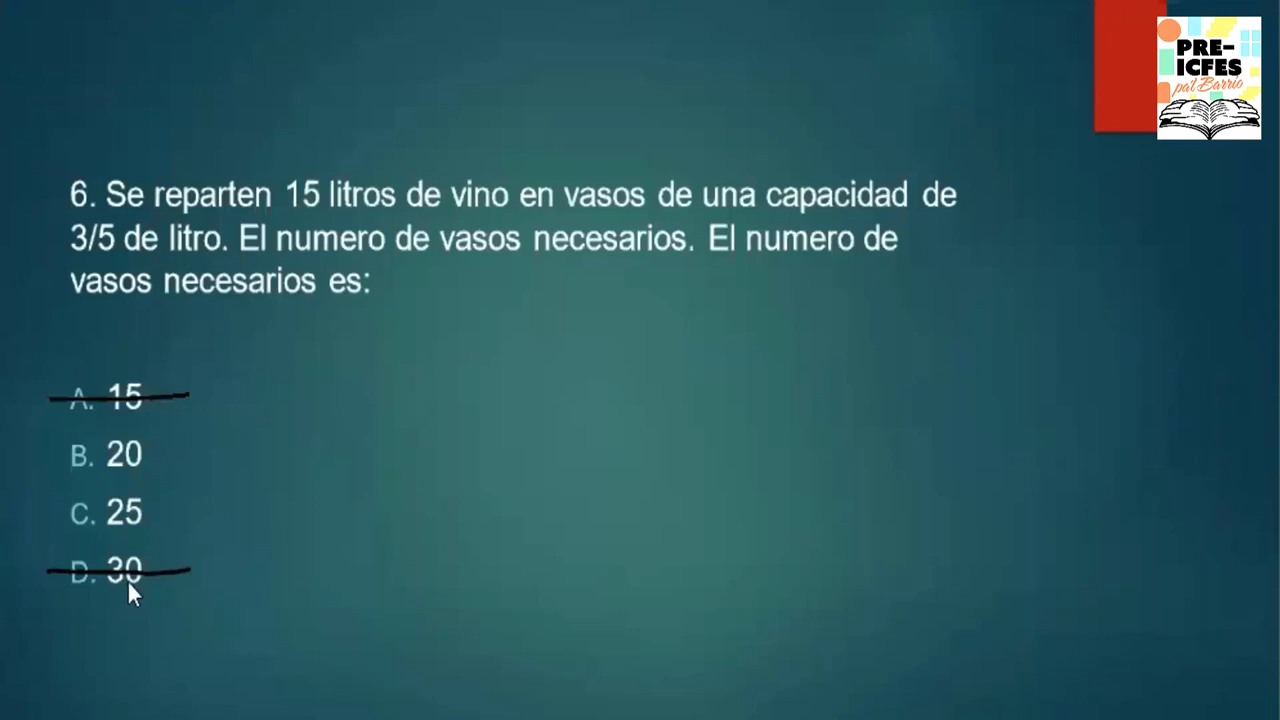 PRE-
ICFES
pa'l Barrio
6. Se reparten 15 litros de vino en vasos de una capacidad de
3/5 de litro. El numero de vasos necesarios. El numero de
vasos necesarios es:
A. 15
B. 20
C. 25
D. 30